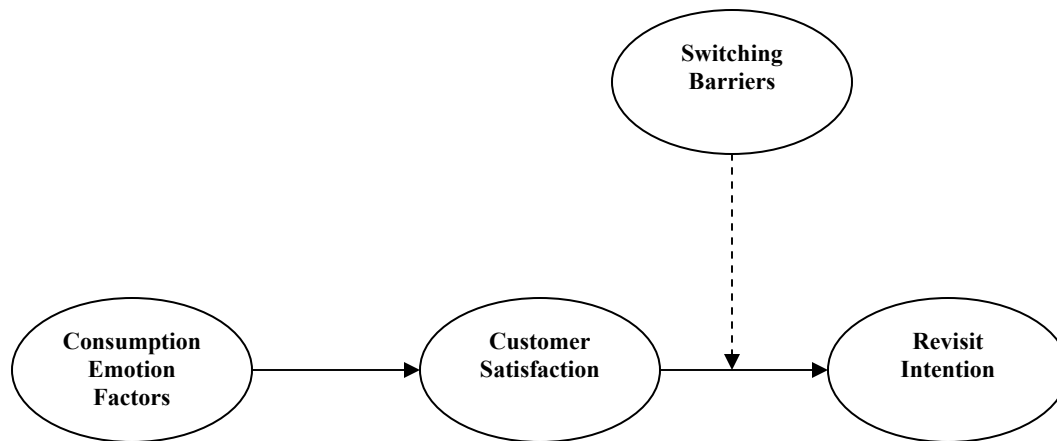 Switching
Barriers
Consumption
Emotion
Factors
Customer
Satisfaction
Revisit
Intention